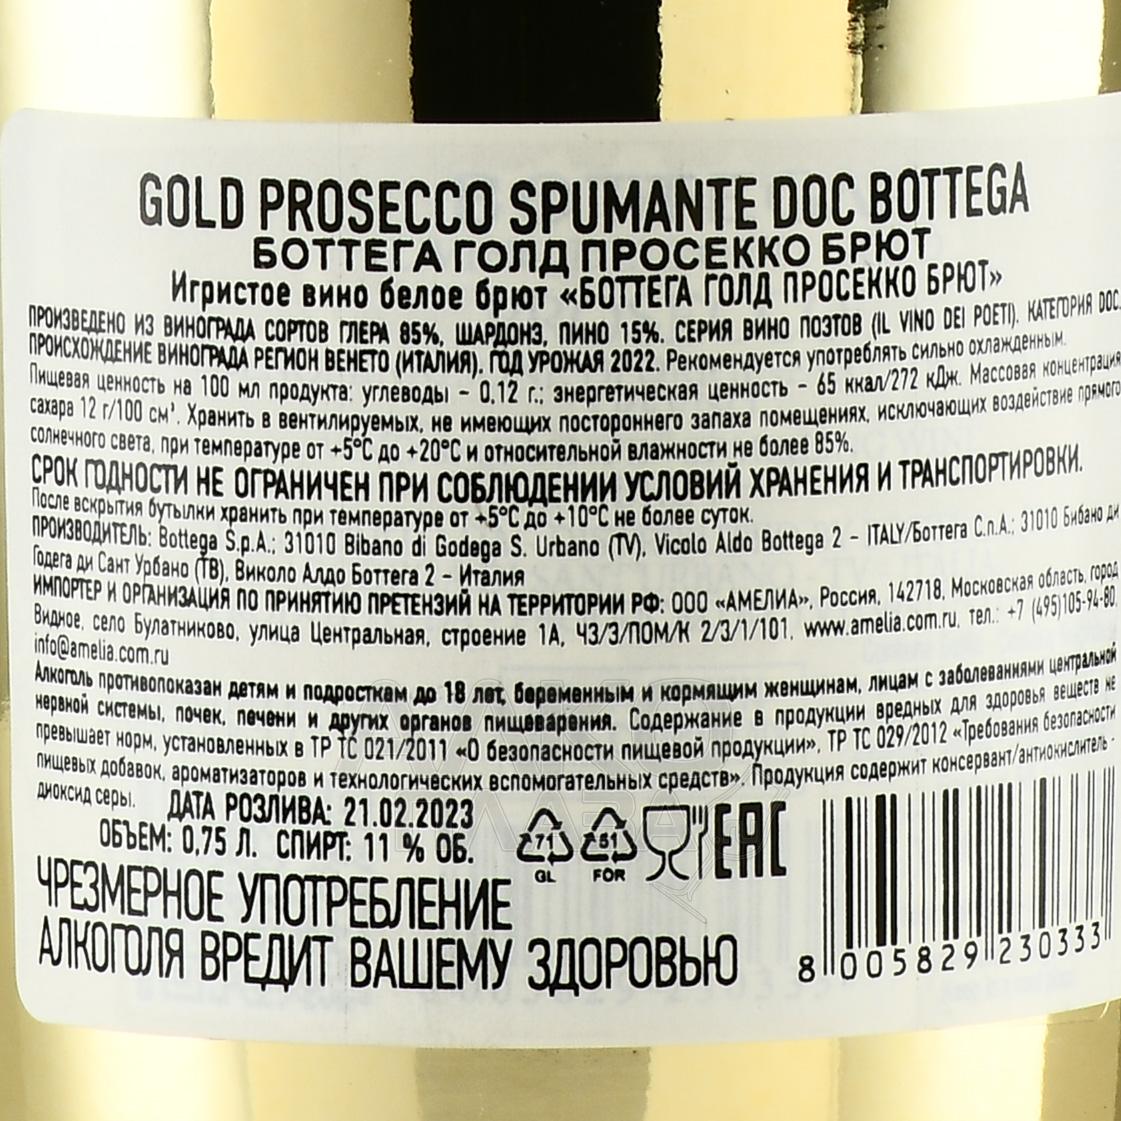 GOLD PROSECCO SPUMANTE DOC BOTTEGA
БОТТЕГА ГОЛД ПРОСЕККО БРЮТ
Игристое вино белое брют «БОТТЕГА ГОЛД ПРОСЕККО БРЮТ»
ПРОИЗВЕДЕНО ИЗ ВИНОГРАДА СОРТОВ ГЛЕРА 85%, ШАРДОНЭ, ПИНО 15%. СЕРИЯ ВИНО ПОЭТОВ (IL VINO DEI POETI). КАТЕГОРИЯ DOC.
ПРОИСХОЖДЕНИЕ ВИНОГРАДА РЕГИОН ВЕНЕТО (ИТАЛИЯ). ГОД УРОЖАЯ 2022. Рекомендуется употреблять сильно охлажденным.
Пищевая ценность на 100 мл продукта: углеводы – 0,12 г.; энергетическая ценность – 65 ккал/272 кДж. Массовая концентрация
сахара 12 г/100 см³. Хранить в вентилируемых, не имеющих постороннего запаха помещениях, исключающих воздействие прямого
солнечного света, при температуре от +5°C до +20°C и относительной влажности не более 85%.
СРОК ГОДНОСТИ НЕ ОГРАНИЧЕН ПРИ СОБЛЮДЕНИИ УСЛОВИЙ ХРАНЕНИЯ И ТРАНСПОРТИРОВКИ.
После вскрытия бутылки хранить при температуре от +5°C до +10°C не более суток.
ПРОИЗВОДИТЕЛЬ: Bottega S.p.A.; 31010 Bibano di Godega S. Urbano (TV), Vicolo Aldo Bottega 2 – ITALY/Боттега С.п.А.; 31010 Бибано ди
Годега ди Сант Урбано (ТВ), Виколо Алдо Боттега 2 – Италия
ИМПОРТЕР И ОРГАНИЗАЦИЯ ПО ПРИНЯТИЮ ПРЕТЕНЗИЙ НА ТЕРРИТОРИИ РФ: ООО «АМЕЛИА», Россия, 142718, Московская область, город
Видное, село Булатниково, улица Центральная, строение 1А, ЧЗ/Э/ПОМ/К 2/3/1/101. www.amelia.com.ru, тел.: +7 (495)105-94-80,
info@amelia.com.ru
Алкоголь противопоказан детям и подросткам до 18 лет, беременным и кормящим женщинам, лицам с заболеваниями центральной
нервной системы, почек, печени и других органов пищеварения. Содержание в продукции вредных для здоровья веществ не
превышает норм, установленных в ТР ТС 021/2011 «О безопасности пищевой продукции», ТР ТС 029/2012 «Требования безопасности
пищевых добавок, ароматизаторов и технологических вспомогательных средств». Продукция содержит консервант/антиокислитель -
диоксид серы.
ДАТА РОЗЛИВА: 21.02.2023
ОБЪЕМ: 0,75 Л. СПИРТ: 11 % ОБ.
71 GL 51 FOR EAC
ЧРЕЗМЕРНОЕ УПОТРЕБЛЕНИЕ
АЛКОГОЛЯ ВРЕДИТ ВАШЕМУ ЗДОРОВЬЮ
8 005829 230333